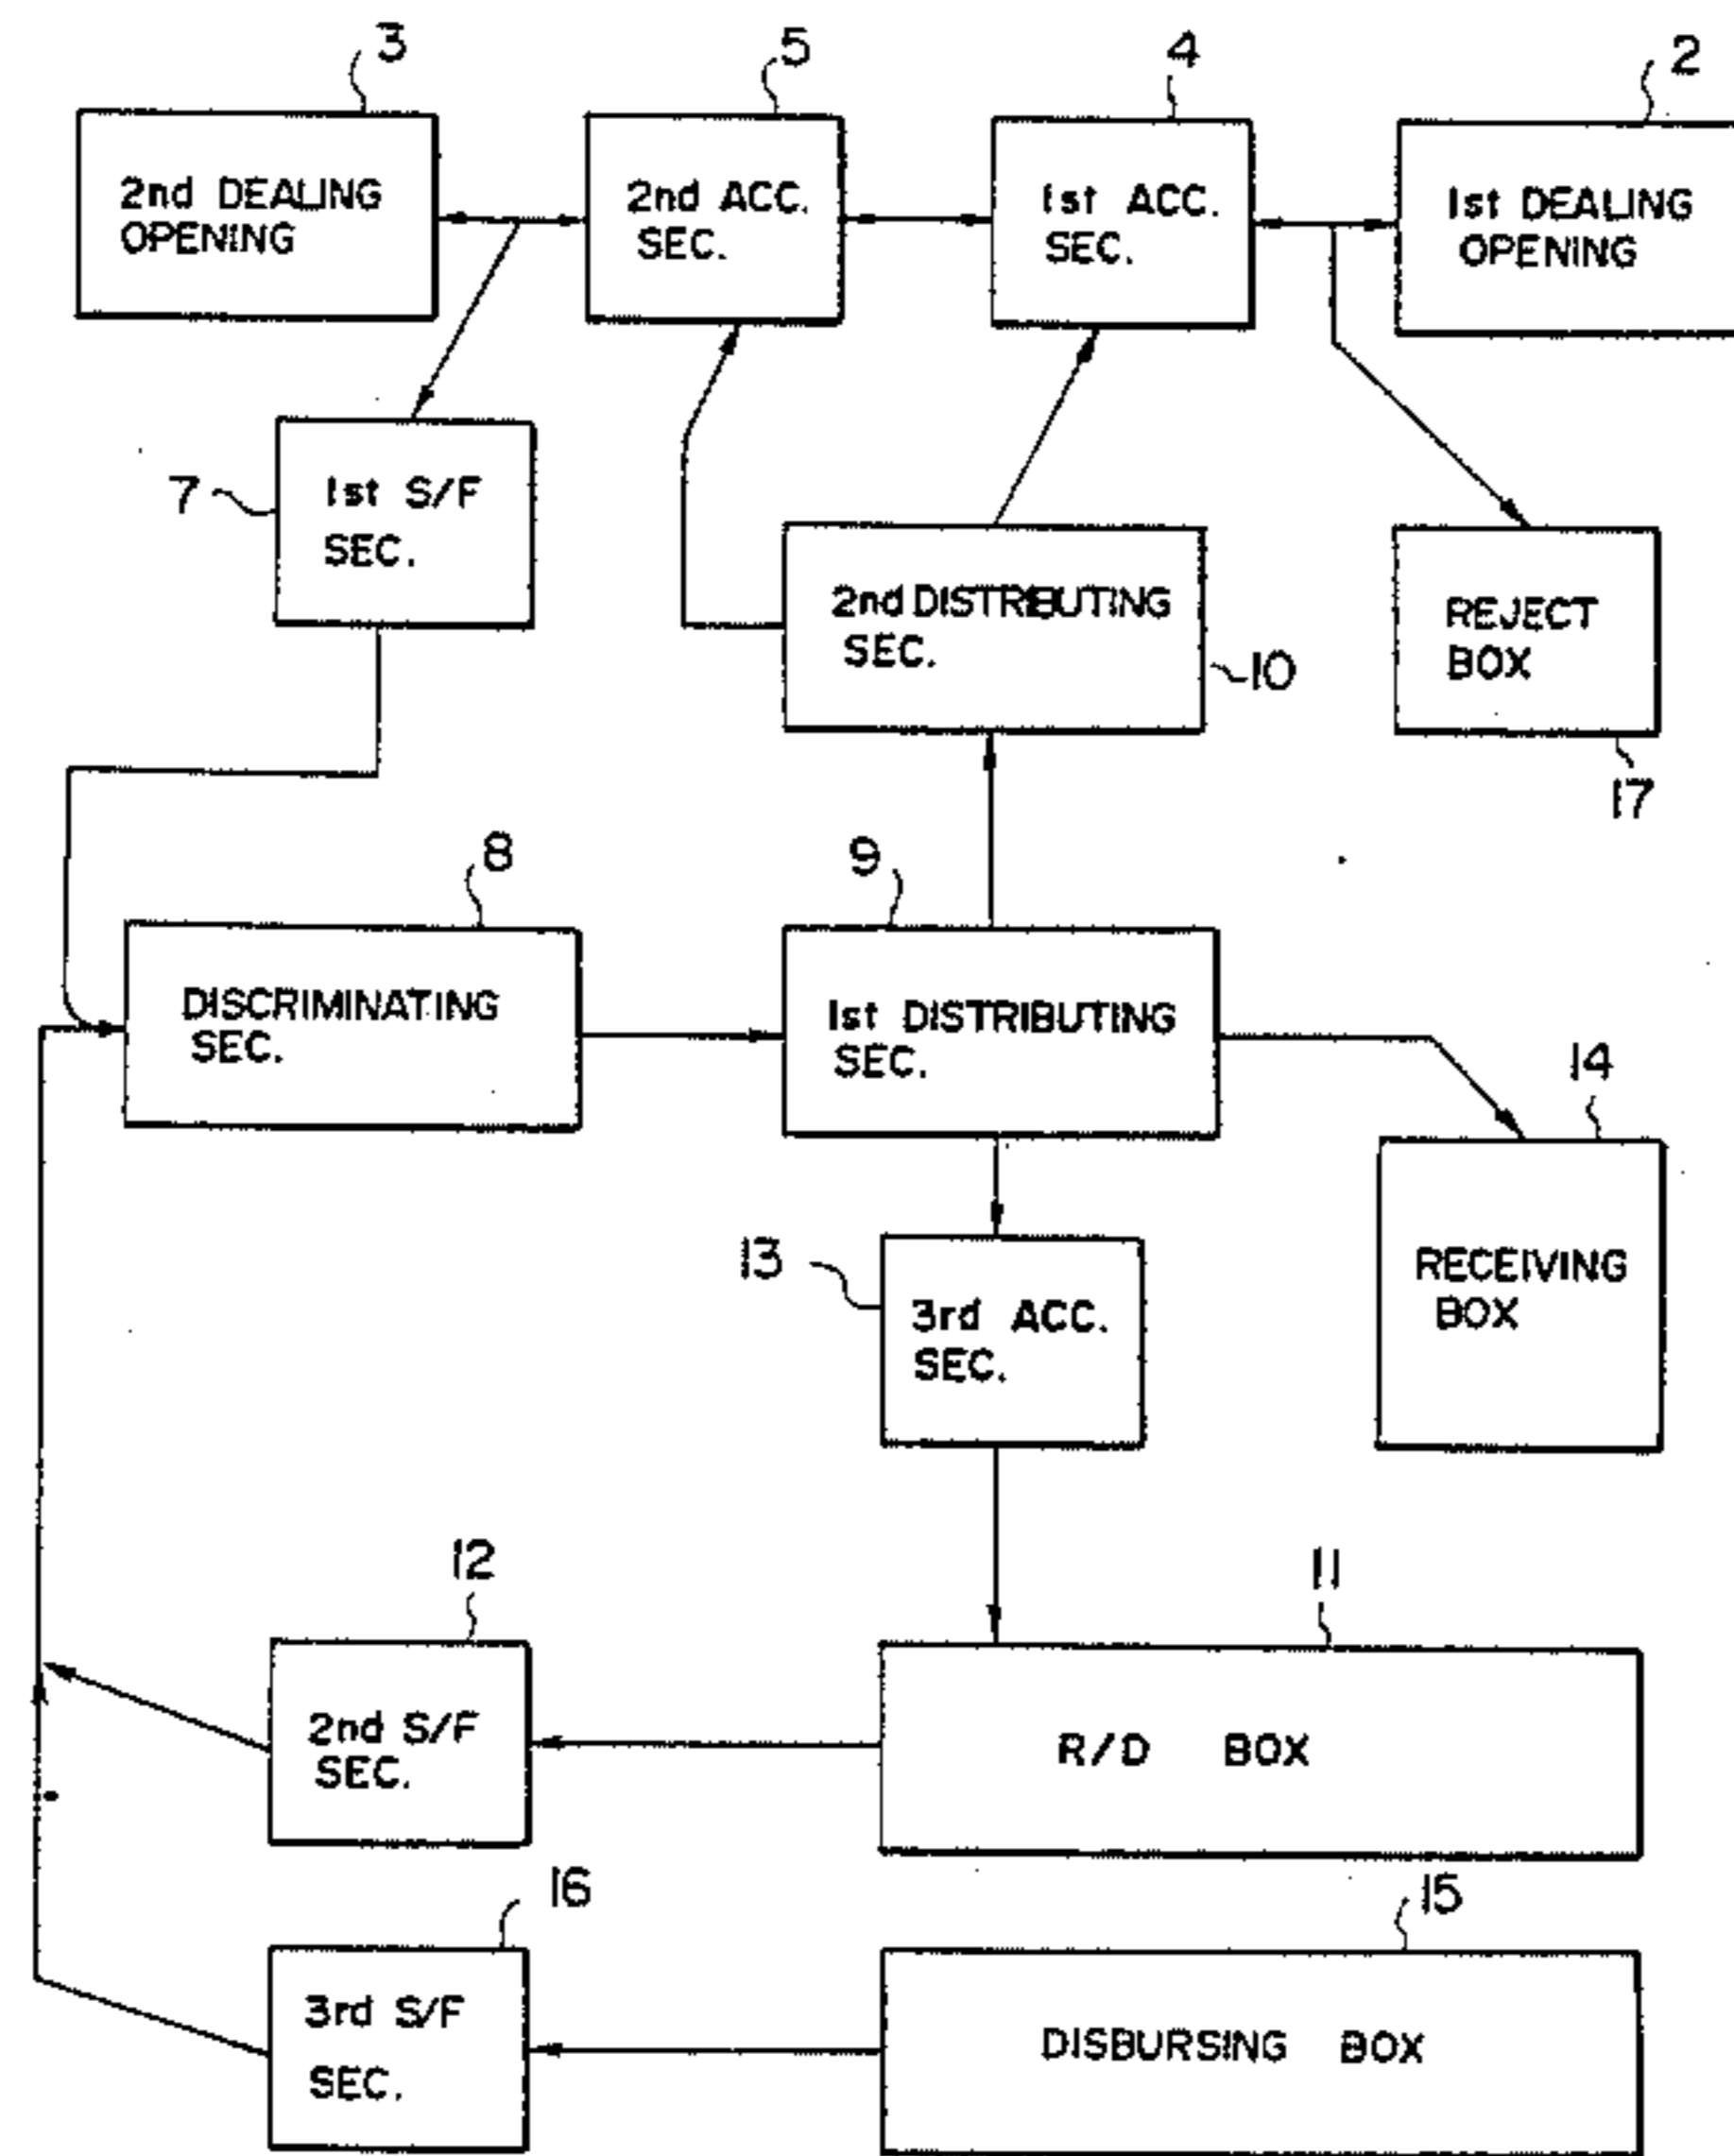 3
5
4
2
2nd DEALING
OPENING
2nd ACC.
SEC.
1st ACC.
SEC.
1st DEALING
OPENING
7
1st S/F
SEC.
2nd DISTRIBUTING
SEC.
10
REJECT
BOX
17
8
9
DISCRIMINATING
SEC.
1st DISTRIBUTING
SEC.
14
13
3rd ACC.
SEC.
RECEIVING
BOX
12
11
2nd S/F
SEC.
R/D BOX
16
15
3rd S/F
SEC.
DISBURSING BOX